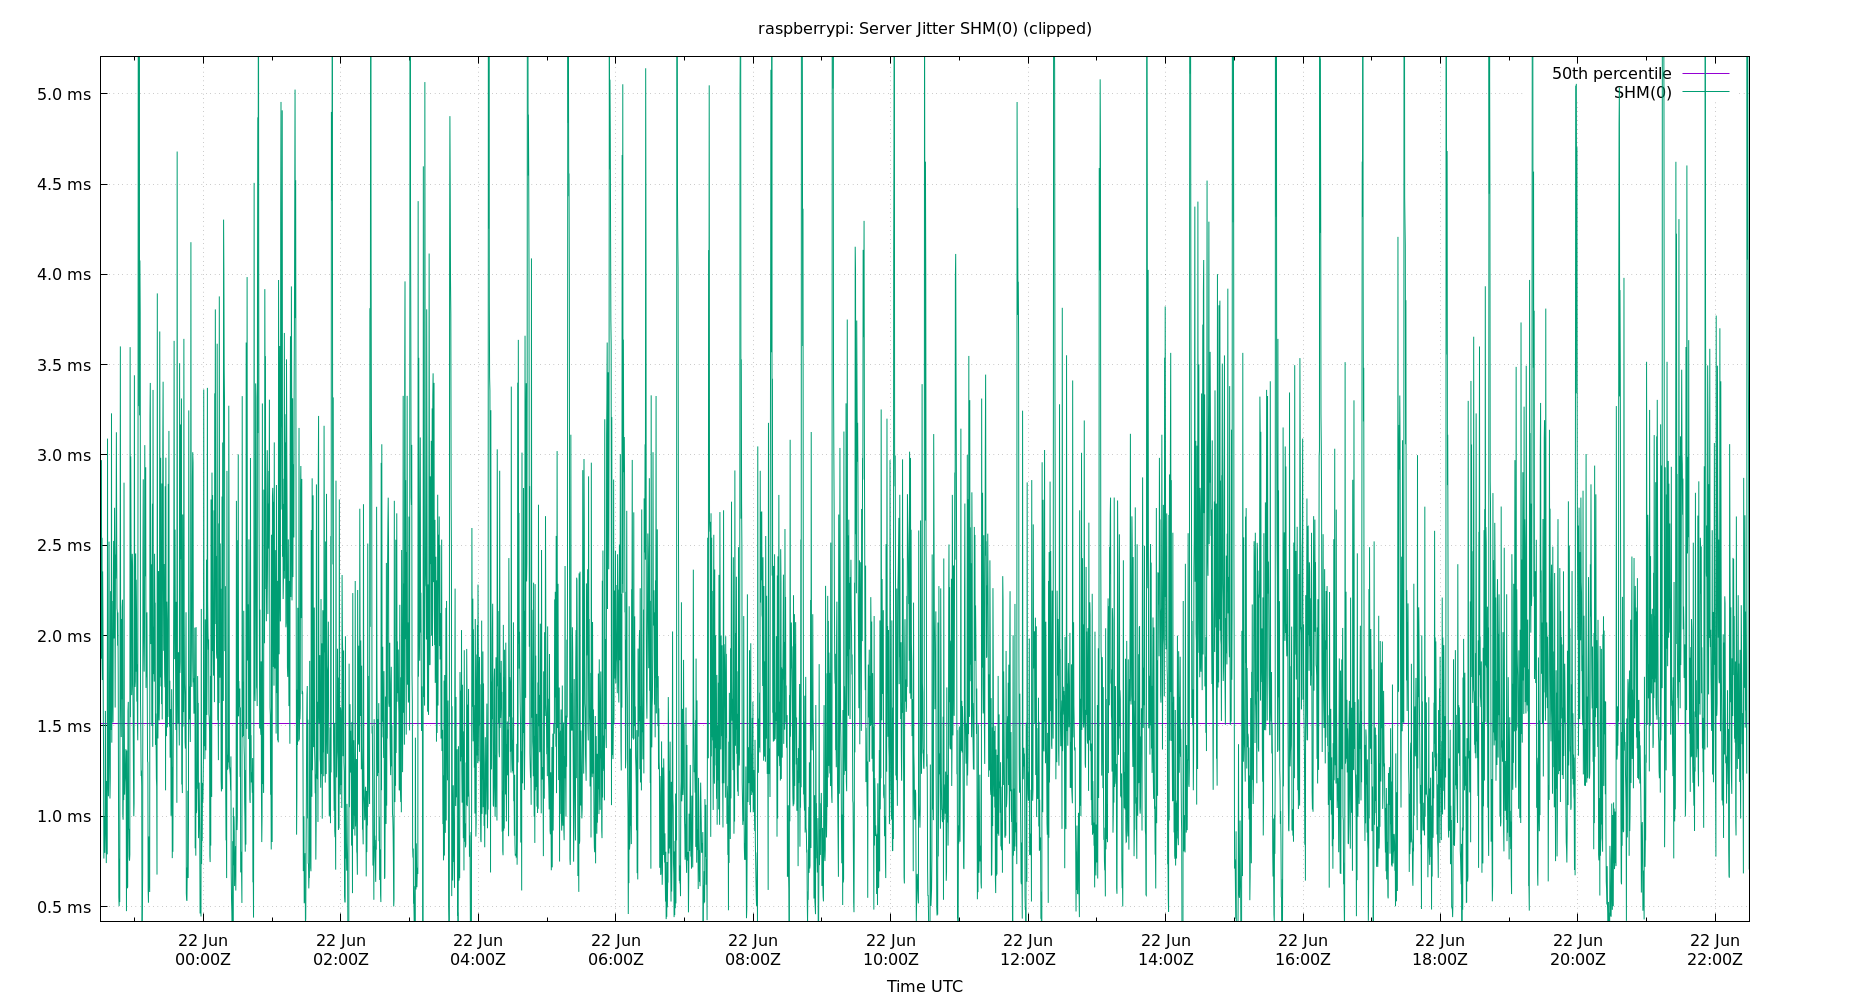 raspberrypi: Server Jitter SHM(0) (clipped)
50th percentile
SHM(0)
5.0 ms
4.5 ms
4.0 ms
3.5 ms
3.0 ms
2.5 ms
2.0 ms
1.5 ms
1.0 ms
0.5 ms
22 Jun 22 Jun 22 Jun 22 Jun 22 Jun 22 Jun 22 Jun 22 Jun 22 Jun 22 Jun 22 Jun 22 Jun
00:00Z 02:00Z 04:00Z 06:00Z 08:00Z 10:00Z 12:00Z 14:00Z 16:00Z 18:00Z 20:00Z 22:00Z
Time UTC